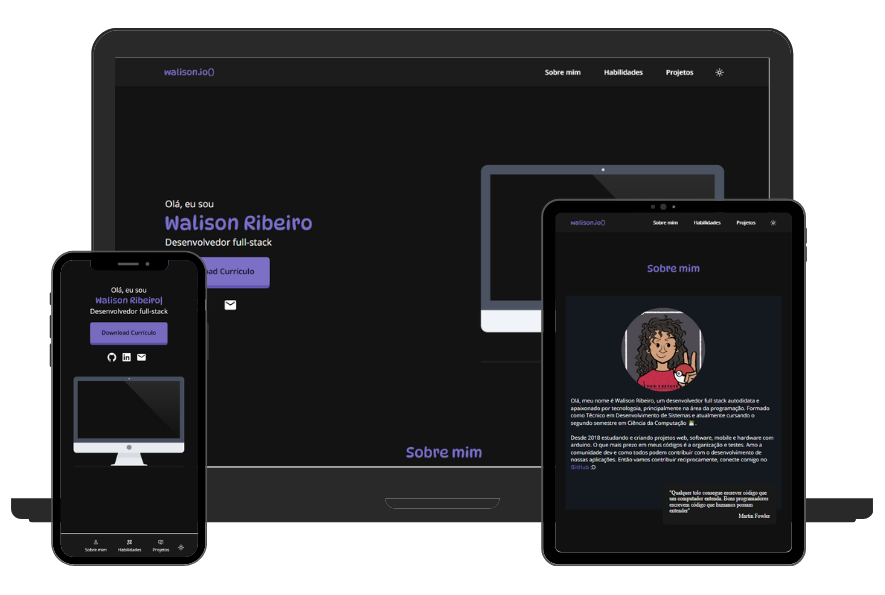 walison.io()
Sobre mim
Habilidades
Projetos
Olá, eu sou
Walison Ribeiro
Desenvolvedor full-stack
ad Currículo
Sobre mim
Olá, eu sou
Walison Ribeiro|
Desenvolvedor full-stack
Download Currículo
Sobre mim
Habilidades
Projetos
walison.io()
Sobre mim
Habilidades
Projetos
Sobre mim
Olá, meu nome é Walison Ribeiro, um desenvolvedor full stack autodidata e
apaixonado por tecnologoia, principalmente na área da programação. Formado
como Técnico em Desenvolvimento de Sistemas e atualmente cursando o
segundo semestre em Ciência da Computação
Desde 2018 estudando e criando projetos web, software, mobile e hardware com
arduino. O que mais prezo em meus códigos é a organização e testes. Amo a
comunidade dev e como todos podem contribuir com o desenvolvimento de
nossas aplicações. Então vamos contribuir reciprocamente, conecte comigo no
GitHub :D
"Qualquer tolo consegue escrever código que
um computador entenda. Bons programadores
escrevem código que humanos possam
entender"
Martin Fowler